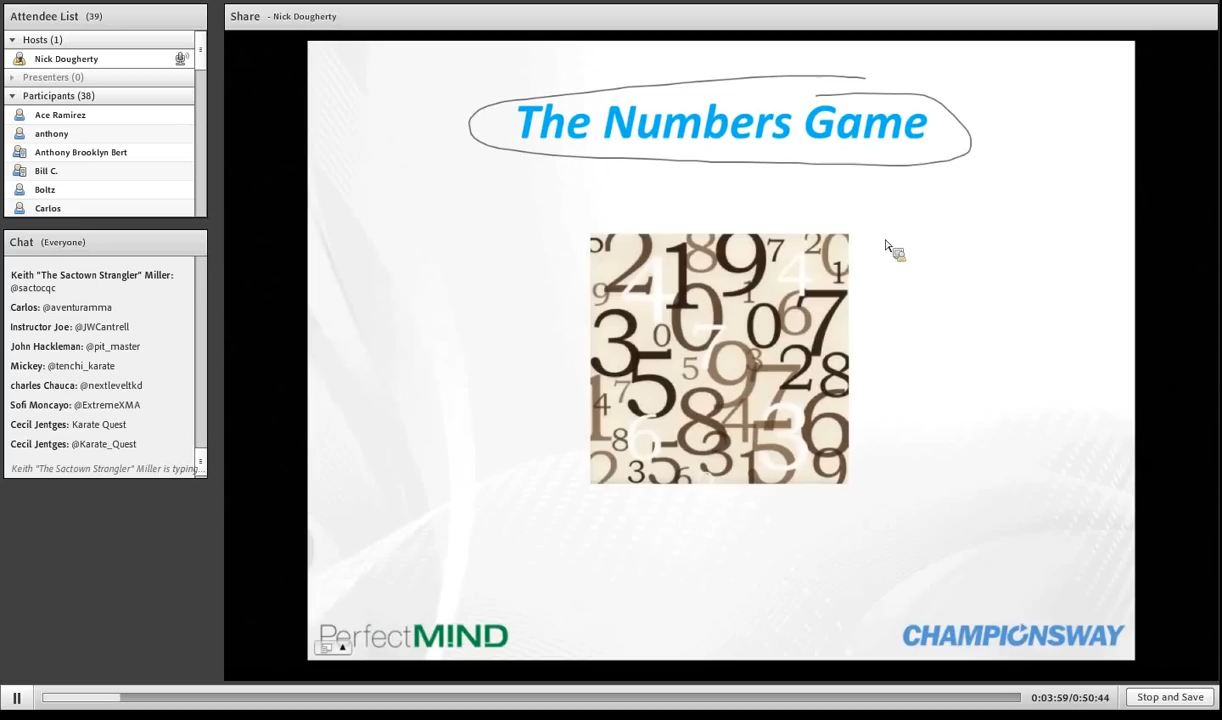 Attendee List (39)
Hosts (1)
Nick Dougherty
Presenters (0)
Participants (38)
Ace Ramirez
anthony
Anthony Brooklyn Bert
Bill C.
Boltz
Carlos
Chat (Everyone)
Keith "The Sactown Strangler" Miller:
@sactocqc
Carlos: @aventuramma
Instructor Joe: @JWCantrell
John Hackleman: @pit_master
Mickey: @tenchi_karate
charles Chauca: @nextleveltkd
Sofi Moncayo: @ExtremeXMA
Cecil Jentges: Karate Quest
Cecil Jentges: @Karate_Quest
Keith "The Sactown Strangler" Miller is typing...
Share - Nick Dougherty
The Numbers Game
PerfectMIND
CHAMPIONSWAY
0:03:59/0:50:44
Stop and Save